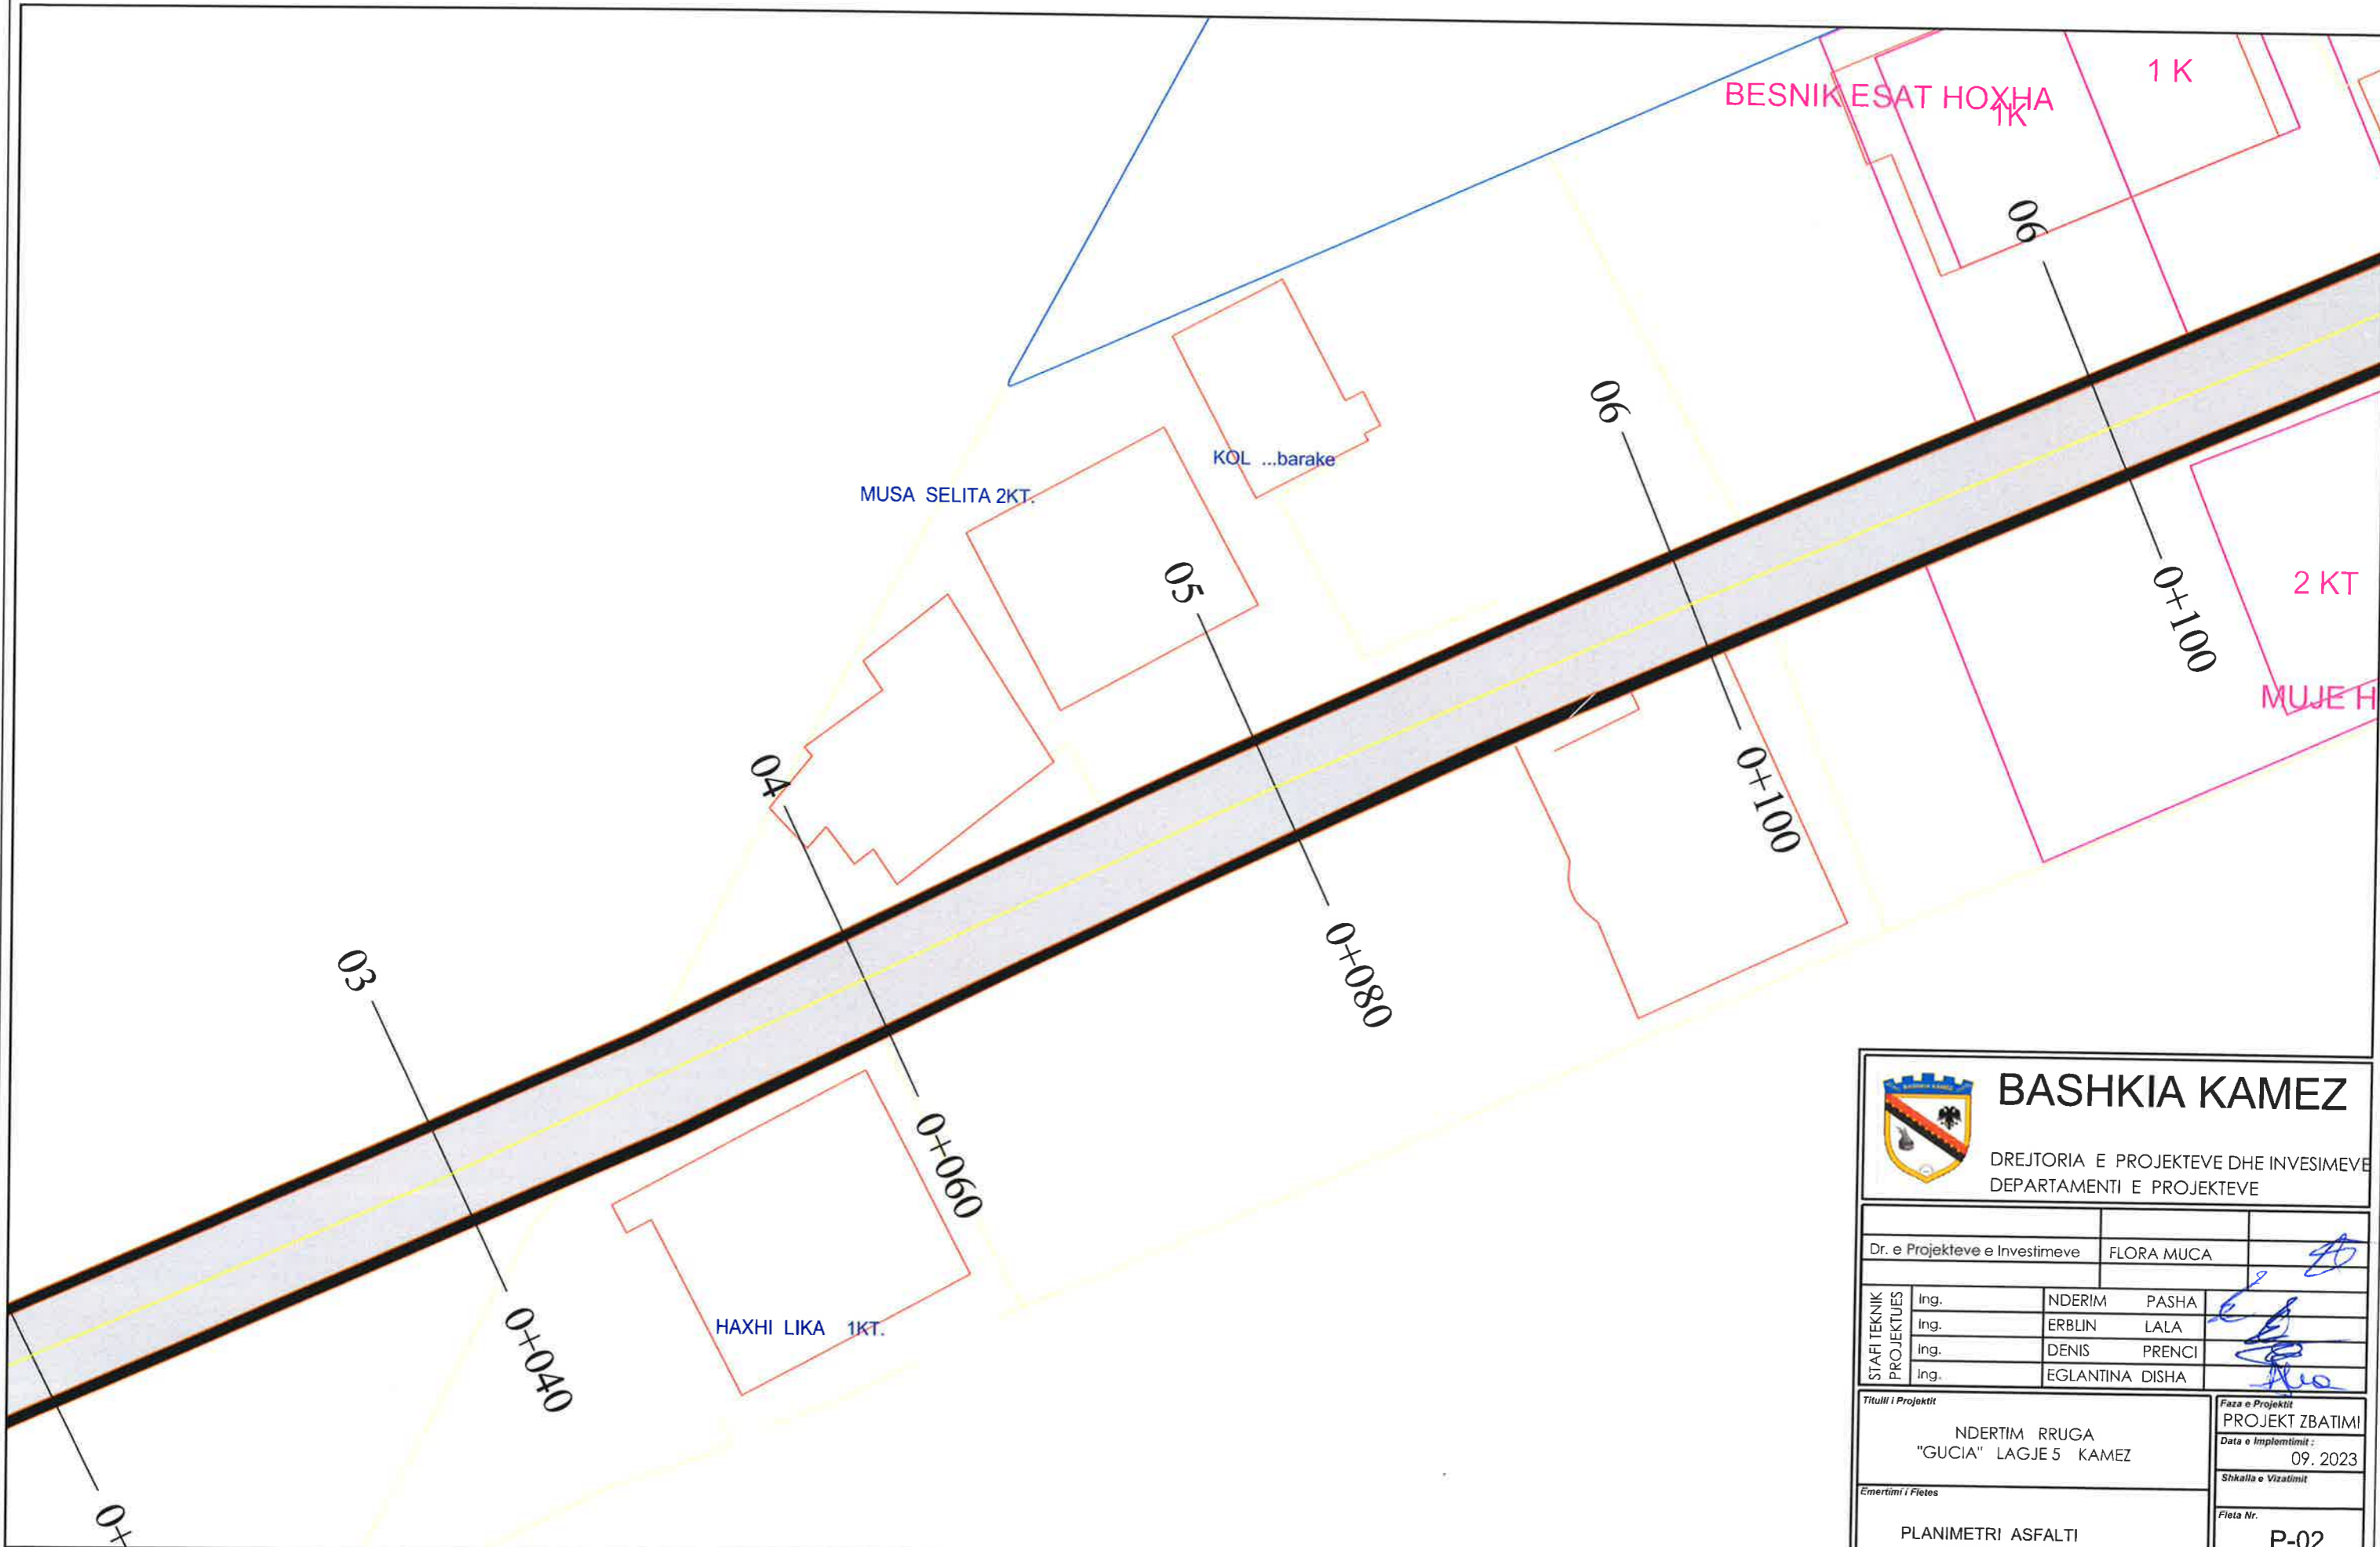 1 K
BESNIK ESAT HOXHA
1K
06
06
KOL ...barake
MUSA SELITA 2KT.
05
0+100
2 KT
MUJE H
04
0+100
0+080
03
0+060
HAXHI LIKA 1KT.
0+040
0+
BASHKIA KAMEZ
DREJTORIA E PROJEKTEVE DHE INVESIMEVE
DEPARTAMENTI E PROJEKTEVE
Dr. e Projekteve e Investimeve FLORA MUCA
STAFI TEKNIK
PROJEKTUES
Ing. NDERIM PASHA
Ing. ERBLIN LALA
Ing. DENIS PRENCI
Ing. EGLANTINA DISHA
Titulli i Projektit
NDERTIM RRUGA
"GUCIA" LAGJE 5 KAMEZ
Faza e Projektit
PROJEKT ZBATIMI
Data e Implemtimit :
09. 2023
Shkalla e Vizatimit
Emertimi i Fletes
PLANIMETRI ASFALTI
Fleta Nr.
P-02